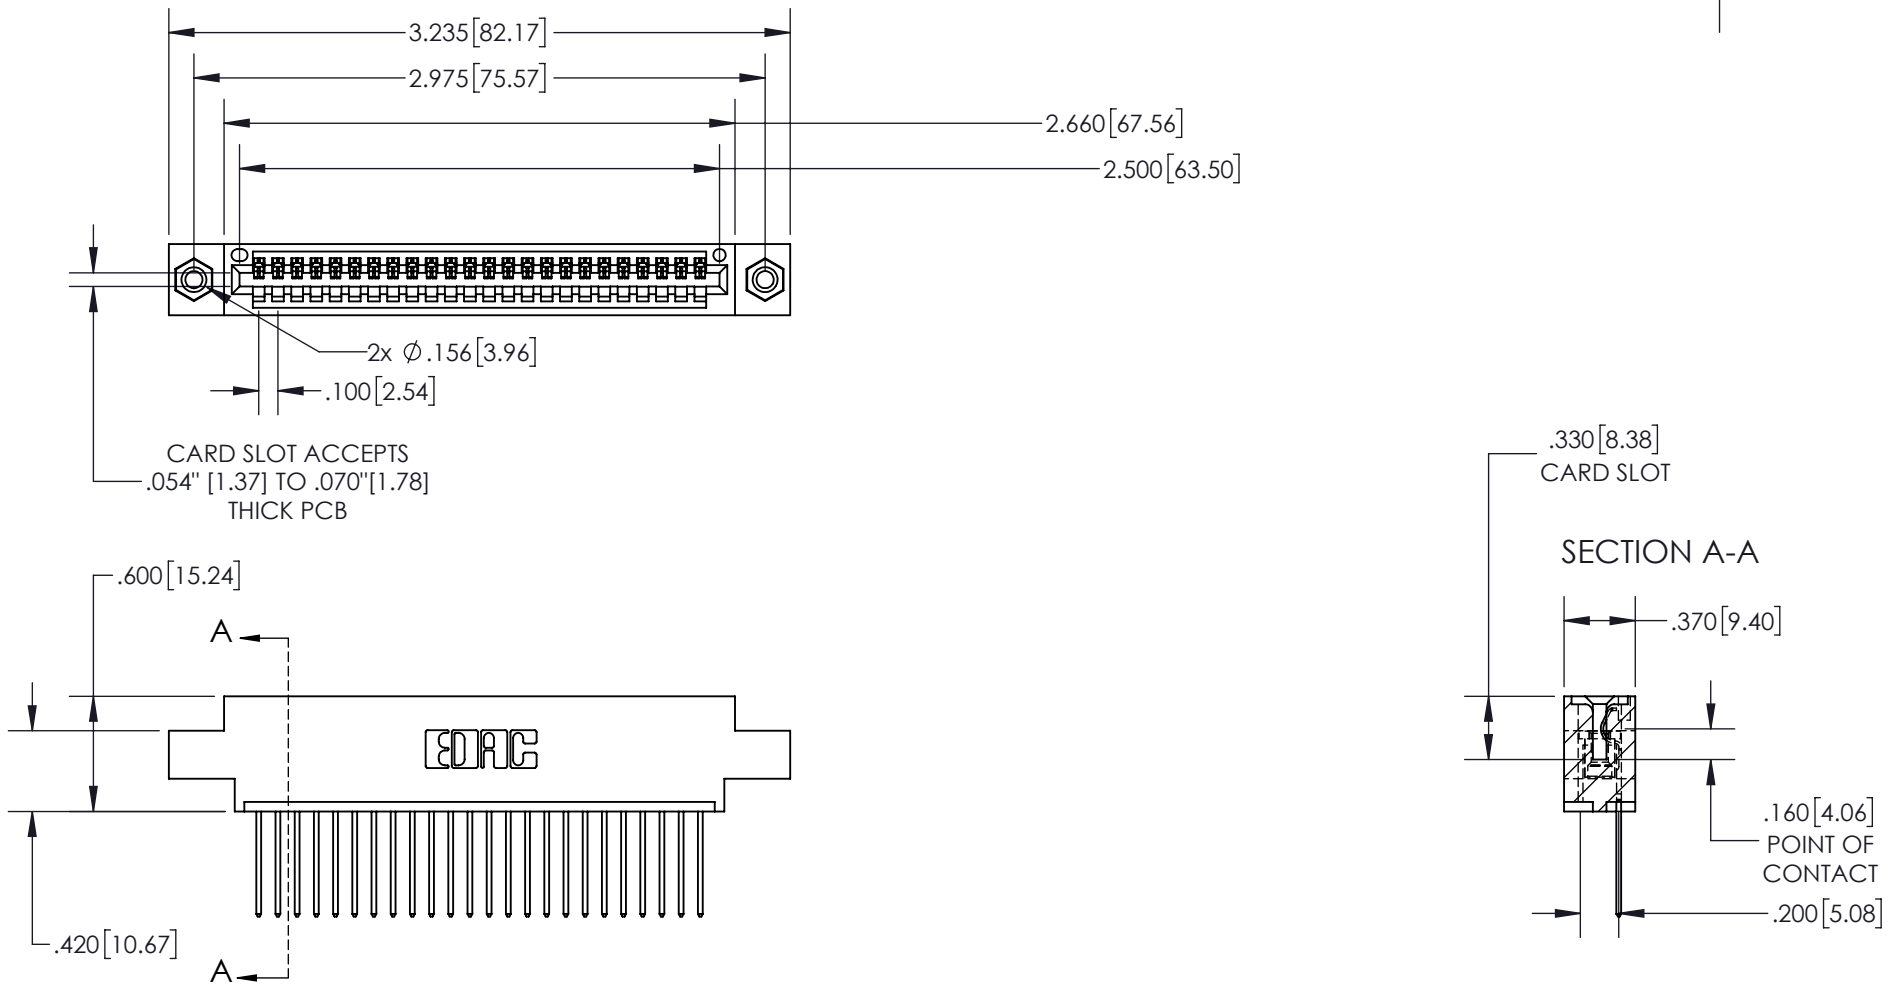 3.235[82.17]
2.975[75.57]
2.660[67.56]
2.500[63.50]
2x Ø.156[3.96]
.100[2.54]
CARD SLOT ACCEPTS
.054" [1.37] TO .070"[1.78]
THICK PCB
.330[8.38]
CARD SLOT
SECTION A-A
.600[15.24]
A
.370[9.40]
EDAC
.160[4.06]
POINT OF
CONTACT
.200[5.08]
.420[10.67]
A